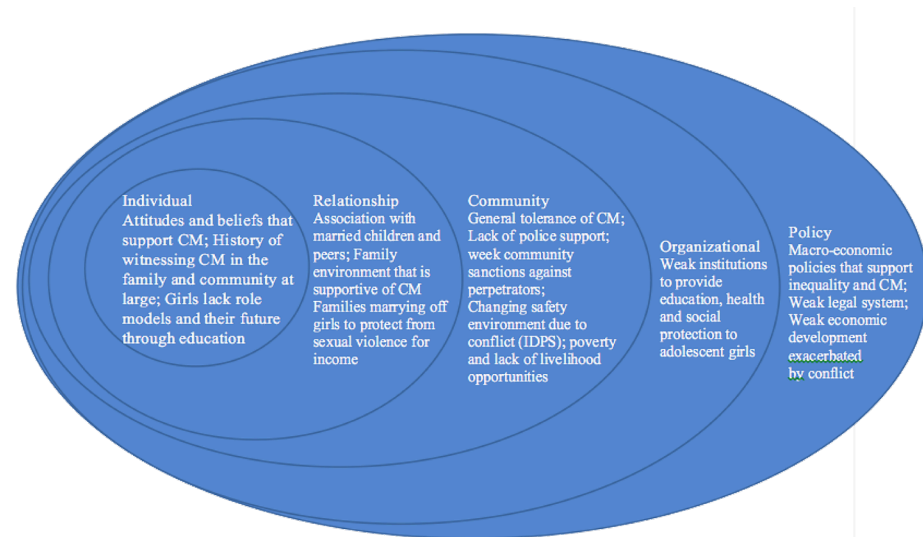 Individual
Attitudes and beliefs that
support CM; History of
witnessing CM in the
family and community at
large; Girls lack role
models and their future
through education
Relationship
Association with
married children and
peers; Family
environment that is
supportive of CM
Families marrying off
girls to protect from
sexual violence for
income
Community
General tolerance of CM;
Lack of police support;
week community
sanctions against
perpetrators;
Changing safety
environment due to
conflict (IDPS); poverty
and lack of livelihood
opportunities
Organizational
Weak institutions
to provide
education, health
and social
protection to
adolescent girls
Policy
Macro-economic
policies that support
inequality and CM;
Weak legal system;
Weak economic
development
exacerbated
by conflict